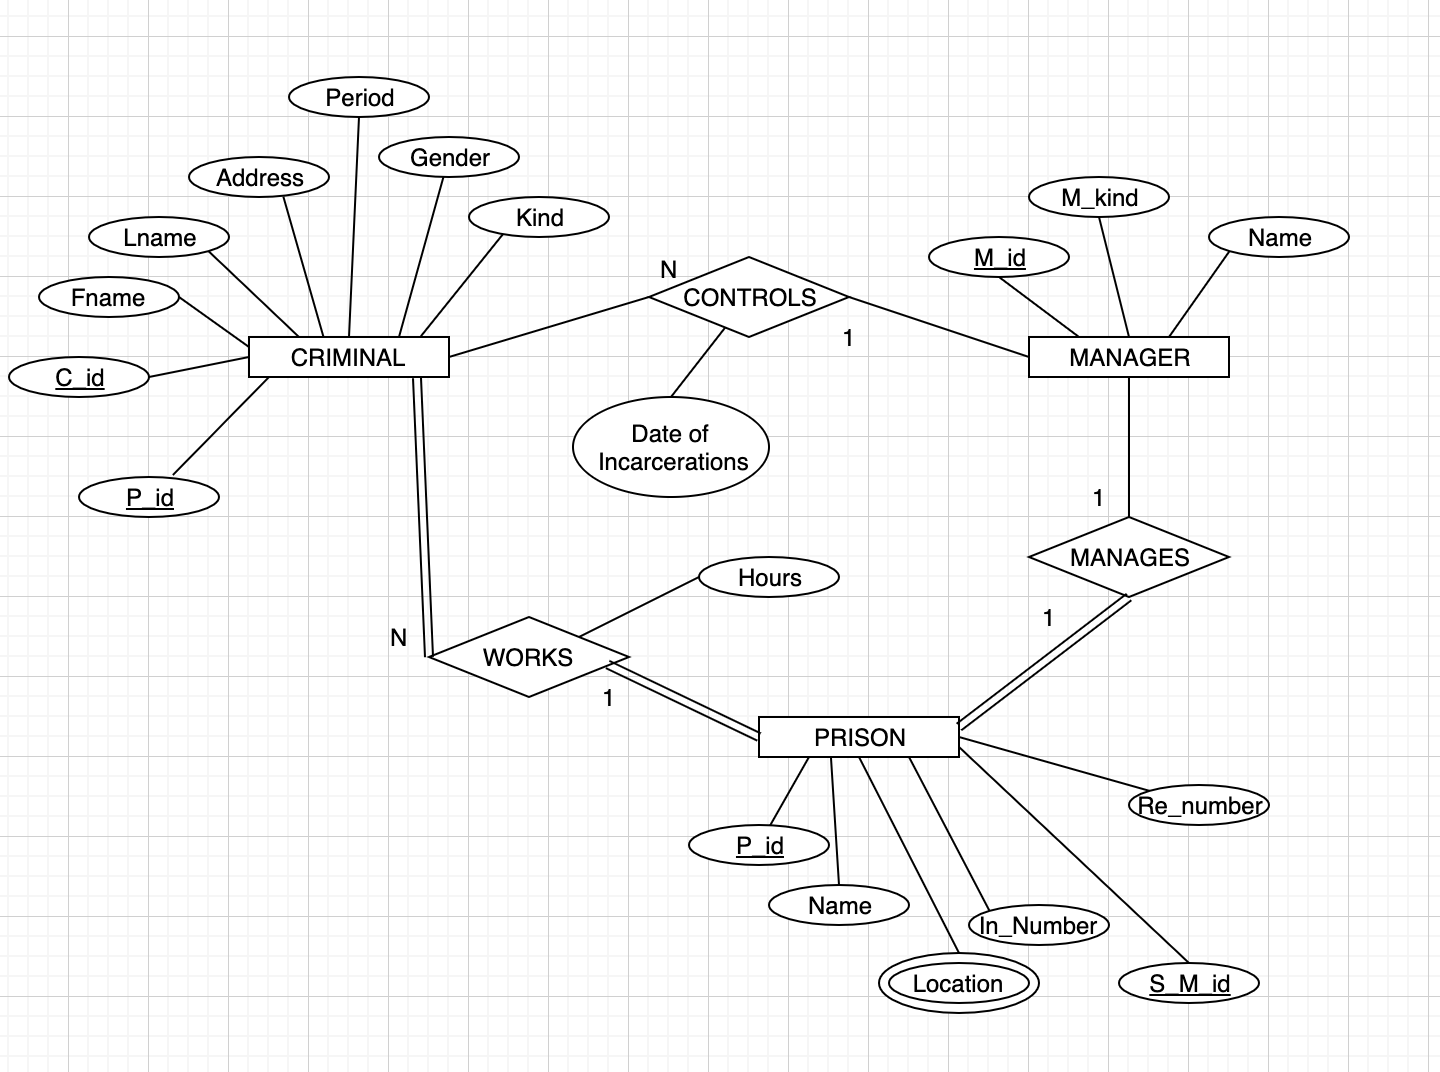 Period
Gender
Address
Kind
M_kind
Lname
Name
M_id
N
Fname
CONTROLS
1
CRIMINAL
MANAGER
C_id
Date of
Incarcerations
P_id
1
MANAGES
Hours
1
N
WORKS
1
PRISON
Re_number
P_id
Name
In_Number
Location
S_M_id